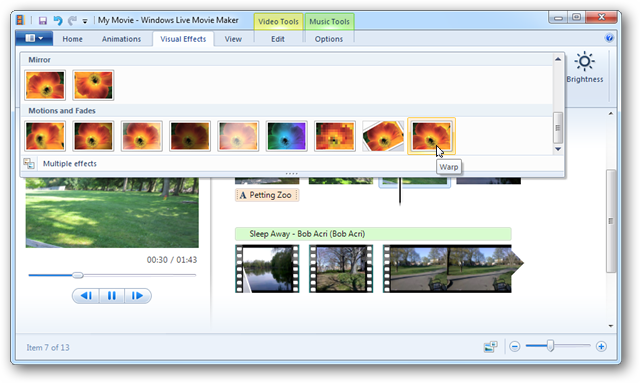 My Movie - Windows Live Movie Maker
Video Tools
Music Tools
Home
Animations
Visual Effects
View
Edit
Options
Mirror
Brightness
Motions and Fades
Multiple effects
Warp
A Petting Zoo
Sleep Away - Bob Acri (Bob Acri)
00:30 / 01:43
Item 7 of 13